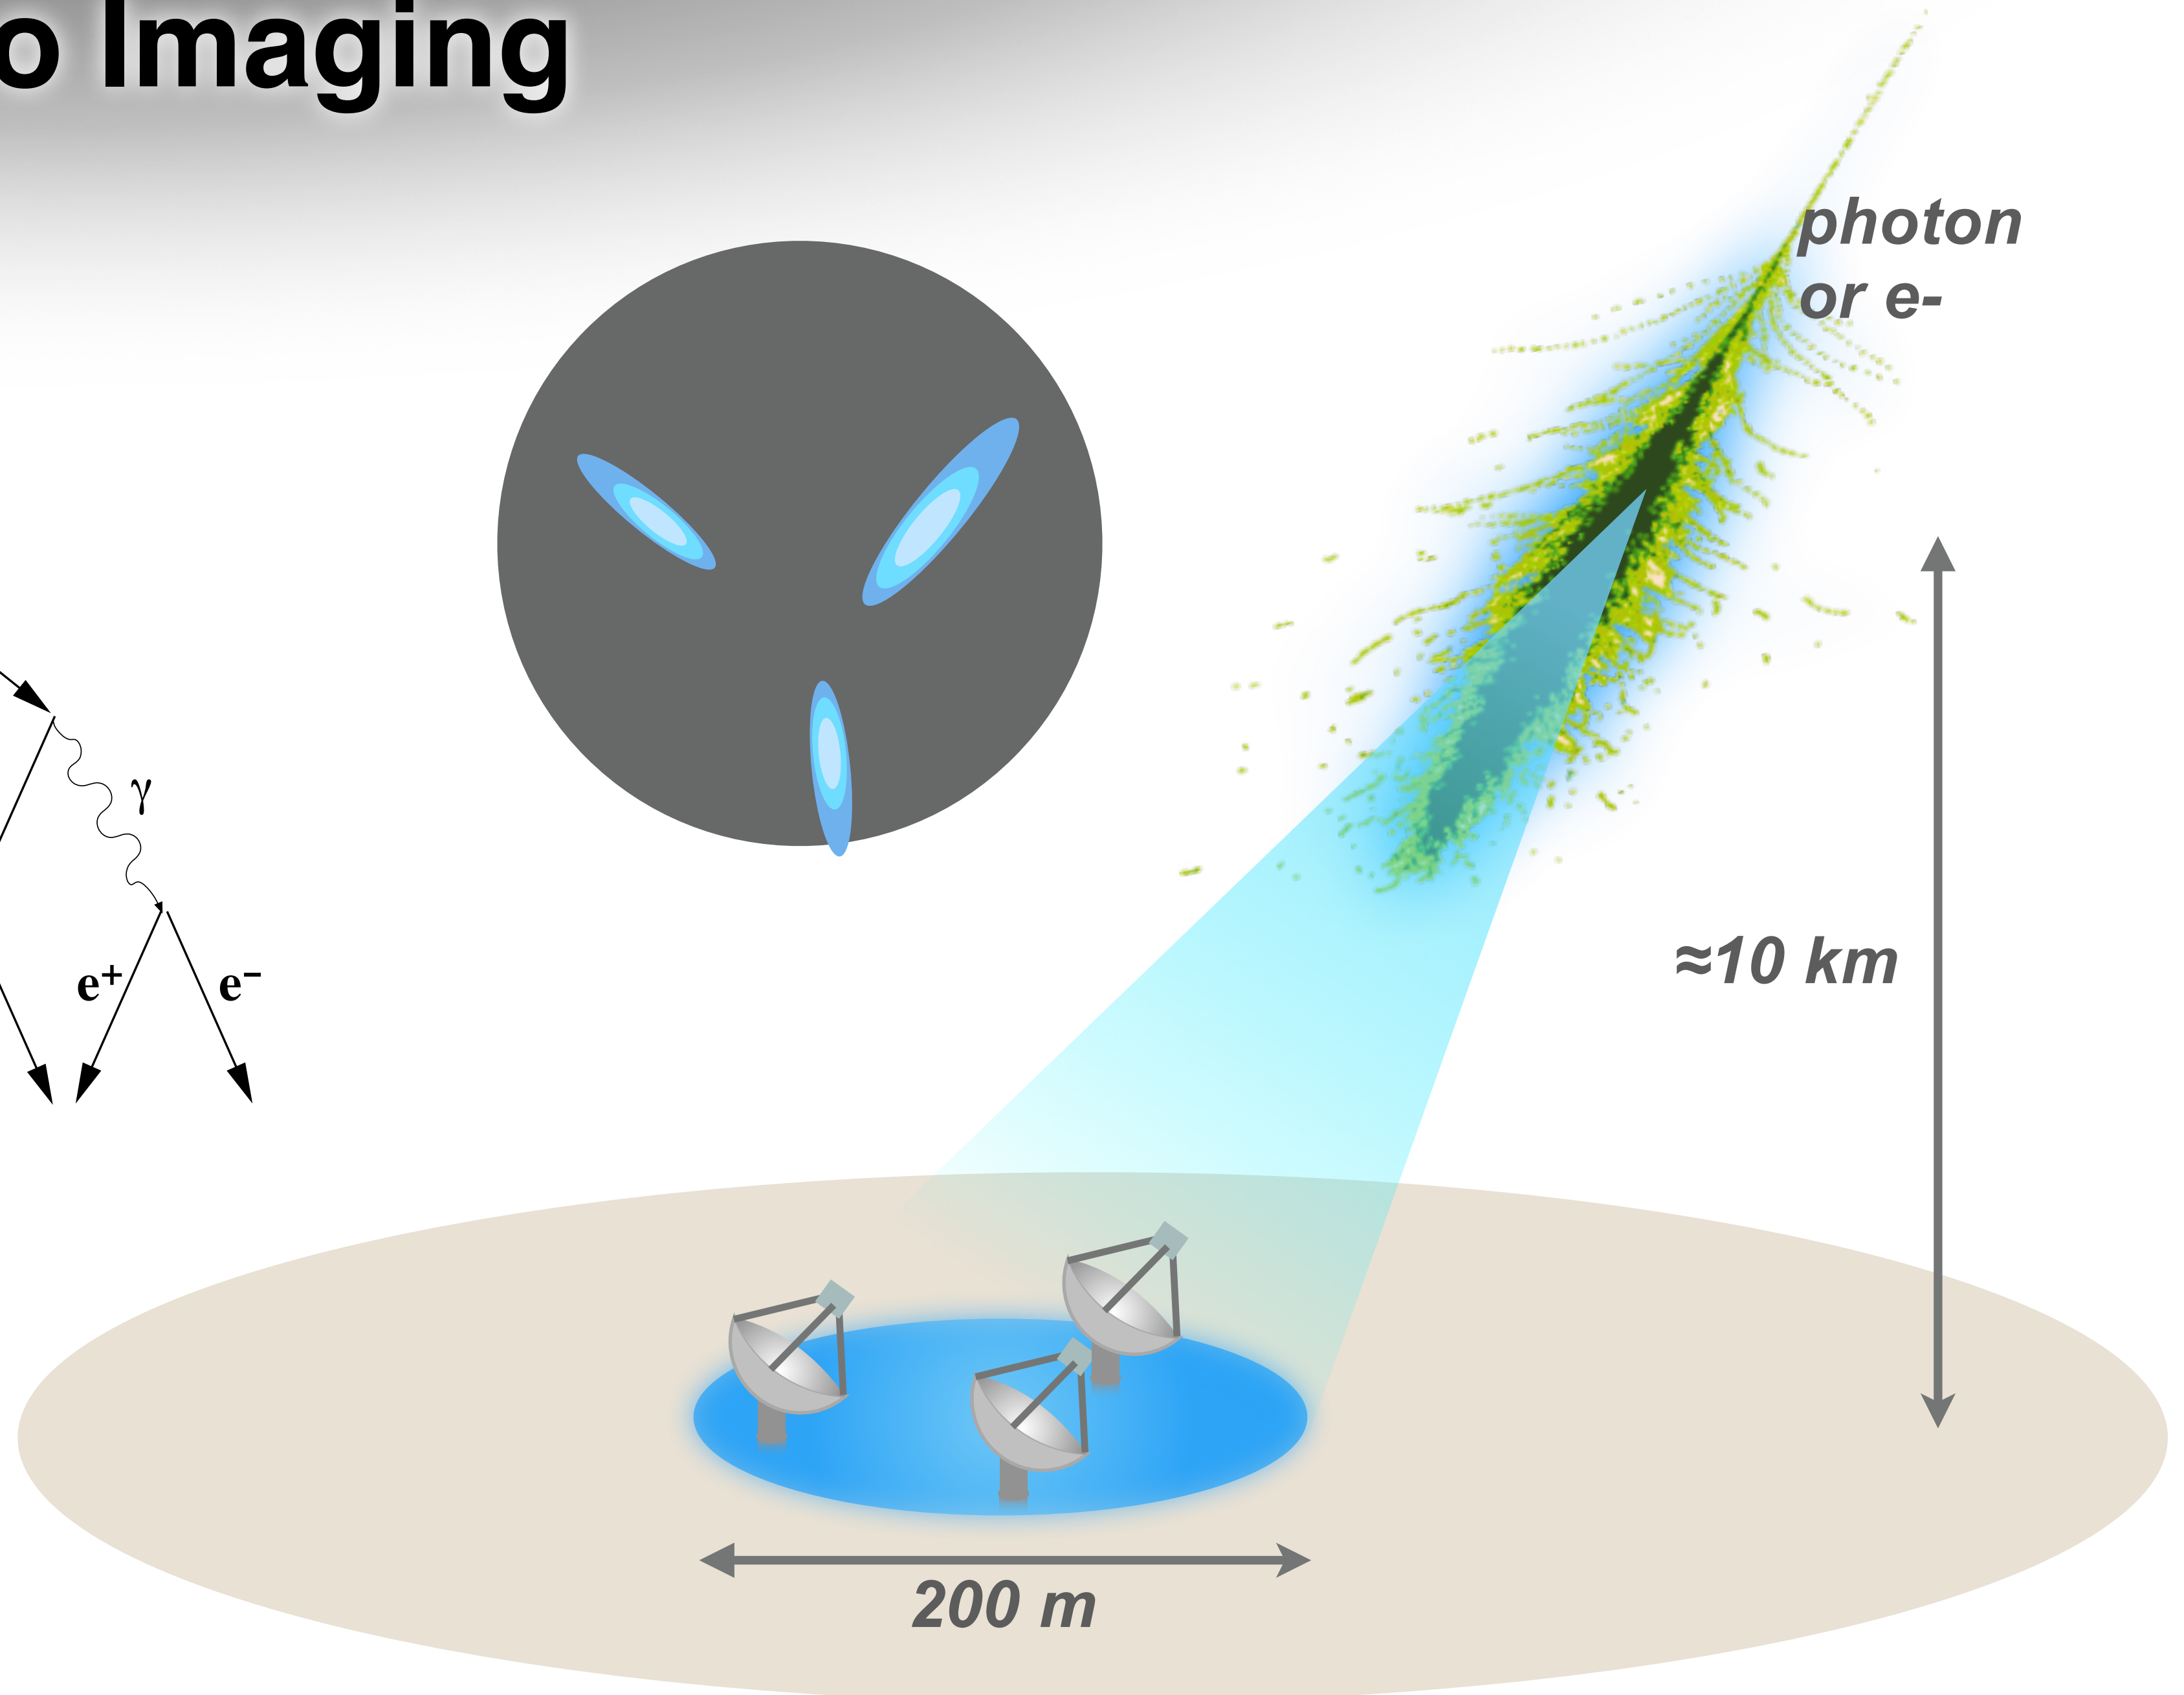 o Imaging
photon
or e-
γ
≈10 km
e+
e−
200 m